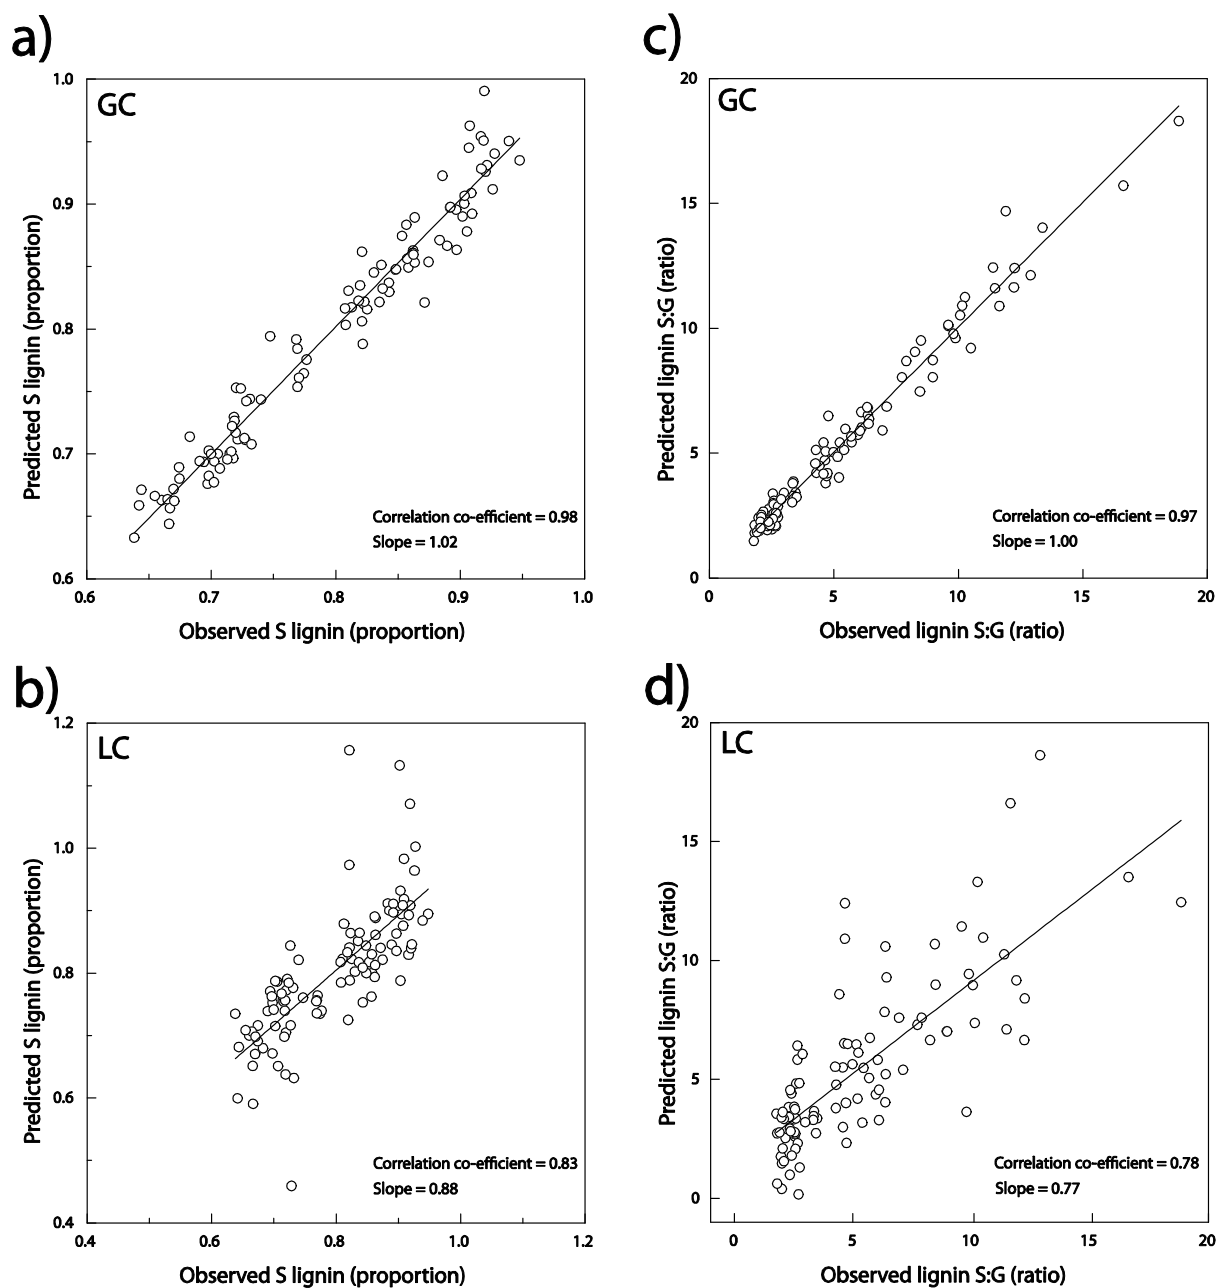 a)
GC
1.0
0.9
0.8
0.7
0.6
0.6 0.7 0.8 0.9 1.0
Predicted S lignin (proportion)
Observed S lignin (proportion)
Correlation co-efficient = 0.98
Slope = 1.02
c)
GC
20
15
10
5
0
0 5 10 15 20
Predicted lignin S:G (ratio)
Observed lignin S:G (ratio)
Correlation co-efficient = 0.97
Slope = 1.00
b)
LC
1.2
1.0
0.8
0.6
0.4
0.4 0.6 0.8 1.0 1.2
Predicted S lignin (proportion)
Observed S lignin (proportion)
Correlation co-efficient = 0.83
Slope = 0.88
d)
LC
20
15
10
5
0
0 5 10 15 20
Predicted lignin S:G (ratio)
Observed lignin S:G (ratio)
Correlation co-efficient = 0.78
Slope = 0.77